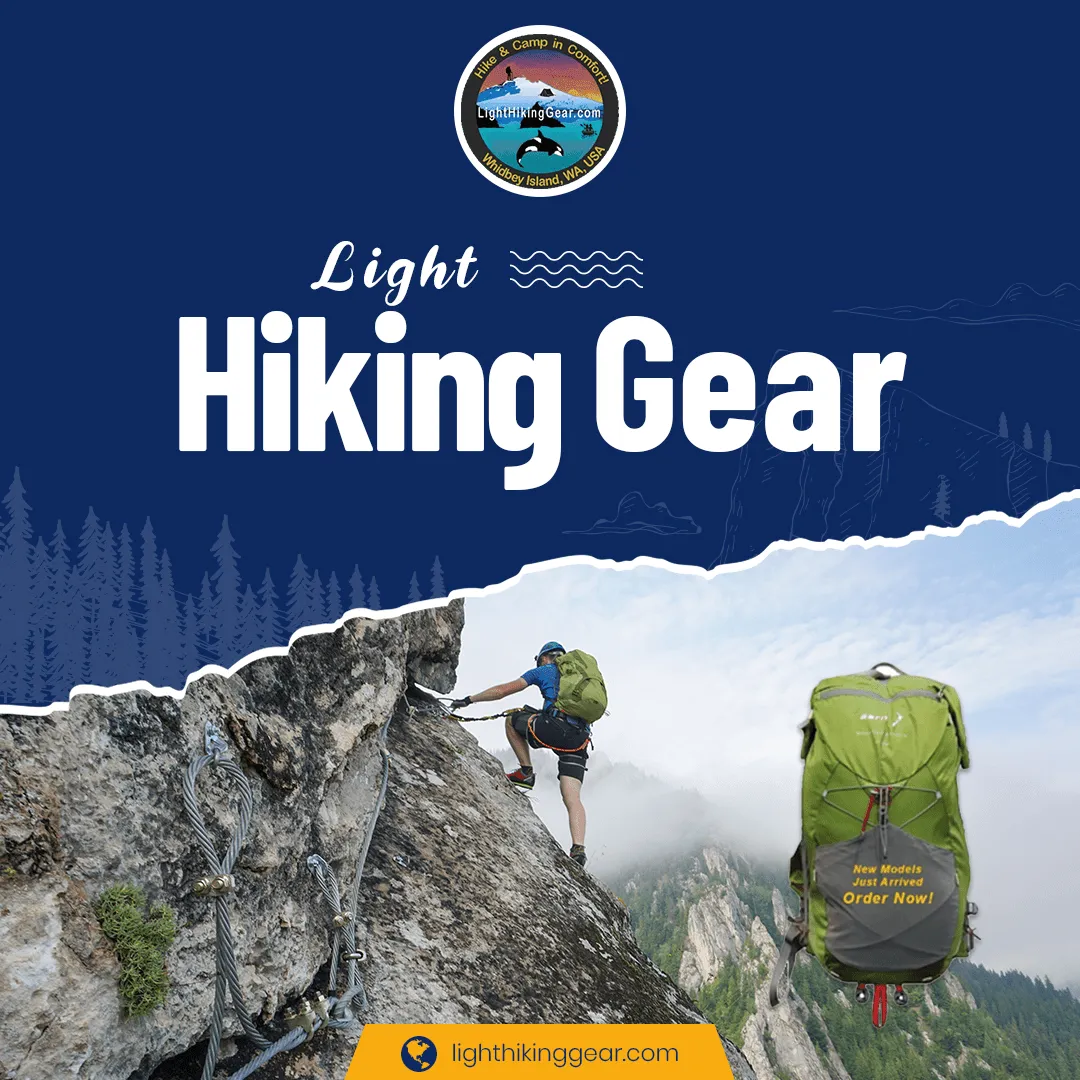 Hike & Camp in Comfort!
LightHikingGear.com
Whidbey Island, WA, USA
Light
Hiking Gear
New Models
Just Arrived
Order Now!
lighthikinggear.com